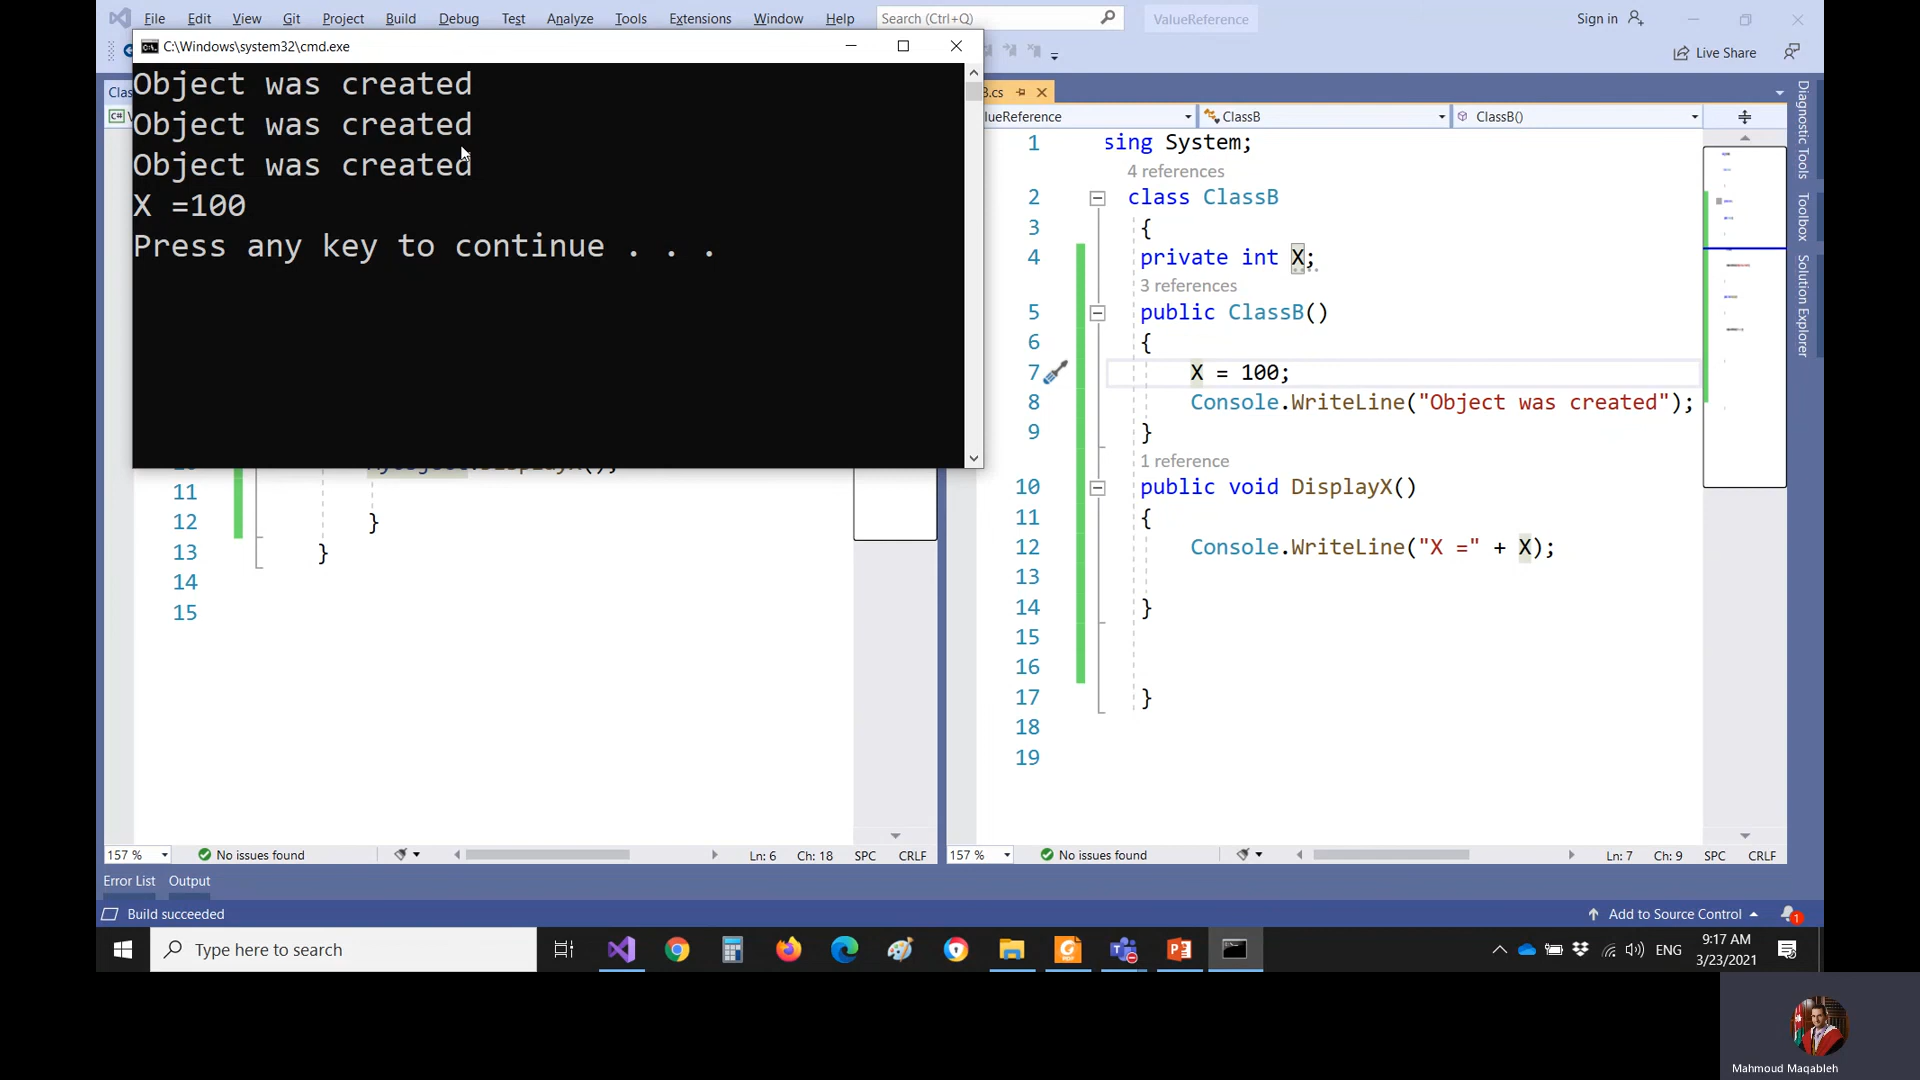 File Edit View Git Project Build Debug Test Analyze Tools Extensions Window Help Search (Ctrl+Q) ValueReference Sign in
C:\Windows\system32\cmd.exe
Live Share
Object was created
Object was created
Object was created
X =100
Press any key to continue . . .
Clas
B.cs
lueReference ClassB ClassB()
1 sing System;
4 references
2 class ClassB
3 {
4 private int X;
3 references
5 public ClassB()
6 {
7 X = 100;
8 Console.WriteLine("Object was created");
9 }
1 reference
10 public void DisplayX()
11 {
12 Console.WriteLine("X =" + X);
13
14 }
15
16
17 }
18
19
11
12 }
13 }
14
15
157 % No issues found Ln: 6 Ch: 18 SPC CRLF
157 % No issues found Ln: 7 Ch: 9 SPC CRLF
Diagnostic Tools
Toolbox
Solution Explorer
Error List Output
Build succeeded
Add to Source Control 1
Type here to search
ENG
9:17 AM
3/23/2021
Mahmoud Maqableh